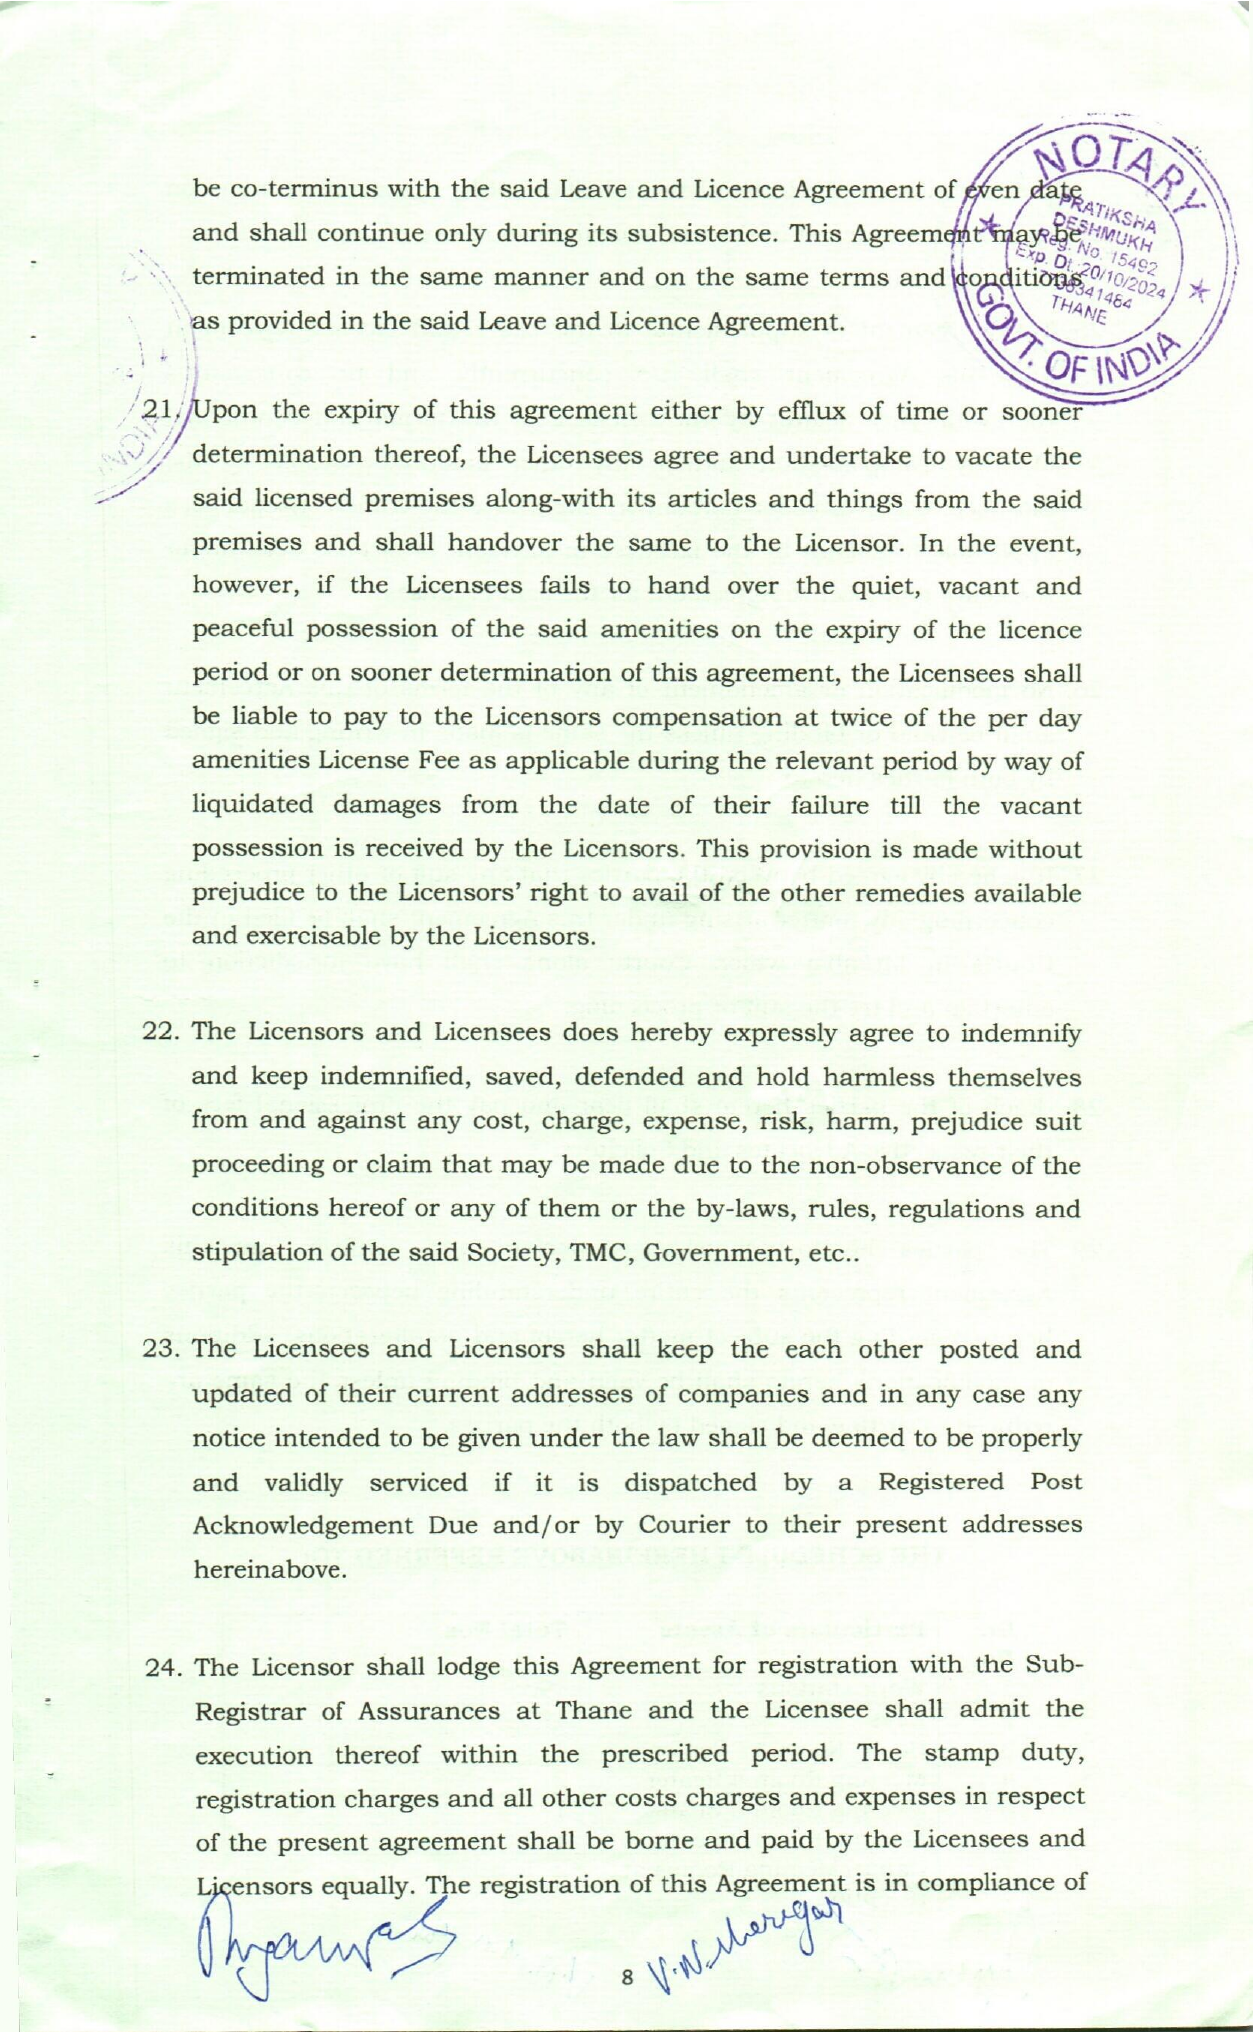 NOTARY
PRATIKSHA
DESHMUKH
Reg. No. 15492
Exp. Dt. 20/10/2024
THANE
GOVT. OF INDIA
be co-terminus with the said Leave and Licence Agreement of even date
and shall continue only during its subsistence. This Agreement may be
terminated in the same manner and on the same terms and conditions
as provided in the said Leave and Licence Agreement.
INDIA
21. Upon the expiry of this agreement either by efflux of time or sooner
determination thereof, the Licensees agree and undertake to vacate the
said licensed premises along-with its articles and things from the said
premises and shall handover the same to the Licensor. In the event,
however, if the Licensees fails to hand over the quiet, vacant and
peaceful possession of the said amenities on the expiry of the licence
period or on sooner determination of this agreement, the Licensees shall
be liable to pay to the Licensors compensation at twice of the per day
amenities License Fee as applicable during the relevant period by way of
liquidated damages from the date of their failure till the vacant
possession is received by the Licensors. This provision is made without
prejudice to the Licensors’ right to avail of the other remedies available
and exercisable by the Licensors.
22. The Licensors and Licensees does hereby expressly agree to indemnify
and keep indemnified, saved, defended and hold harmless themselves
from and against any cost, charge, expense, risk, harm, prejudice suit
proceeding or claim that may be made due to the non-observance of the
conditions hereof or any of them or the by-laws, rules, regulations and
stipulation of the said Society, TMC, Government, etc..
23. The Licensees and Licensors shall keep the each other posted and
updated of their current addresses of companies and in any case any
notice intended to be given under the law shall be deemed to be properly
and validly serviced if it is dispatched by a Registered Post
Acknowledgement Due and/or by Courier to their present addresses
hereinabove.
24. The Licensor shall lodge this Agreement for registration with the Sub-
Registrar of Assurances at Thane and the Licensee shall admit the
execution thereof within the prescribed period. The stamp duty,
registration charges and all other costs charges and expenses in respect
of the present agreement shall be borne and paid by the Licensees and
Licensors equally. The registration of this Agreement is in compliance of
V.N.Mervegar
8